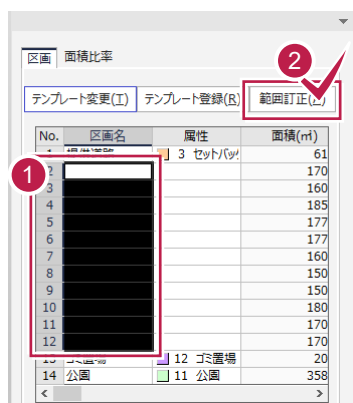 区画 面積比率
2
テンプレート変更(T) テンプレート登録(R) 範囲訂正
No. 区画名 属性 面積(㎡)
1 提供道路 3 セットバック 61
1
2 170
3 160
4 185
5 177
6 177
7 160
8 150
9 150
10 180
11 170
12 170
13 ゴミ置場 12 ゴミ置場 20
14 公園 11 公園 358